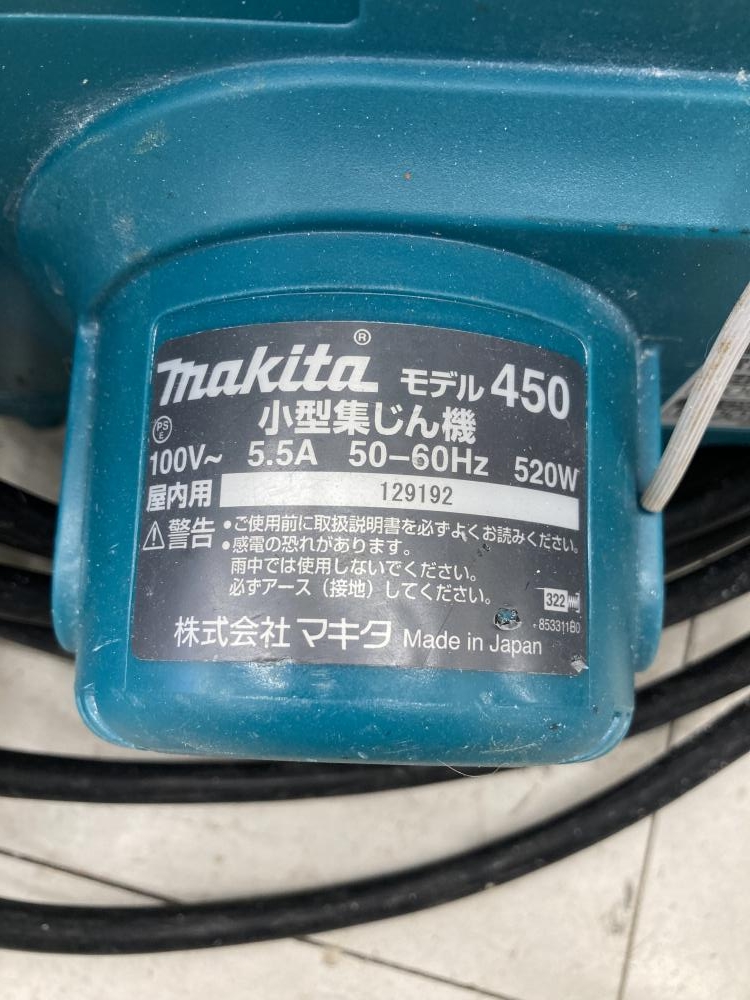 makita® モデル 450
小型集じん機
PS
E
100V~ 5.5A 50-60Hz 520W
屋内用 129192
警告 •ご使用前に取扱説明書を必ずよくお読みください。
•感電の恐れがあります。
雨中では使用しないでください。
必ずアース（接地）してください。
322
株式会社 マキタ Made in Japan